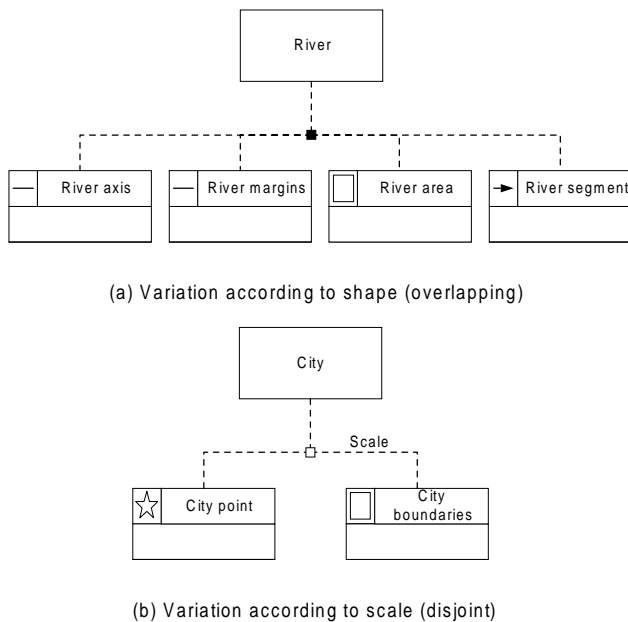 River
River axis
River margins
River area
River segment
(a) Variation according to shape (overlapping)
City
Scale
City point
City
boundaries
(b) Variation according to scale (disjoint)